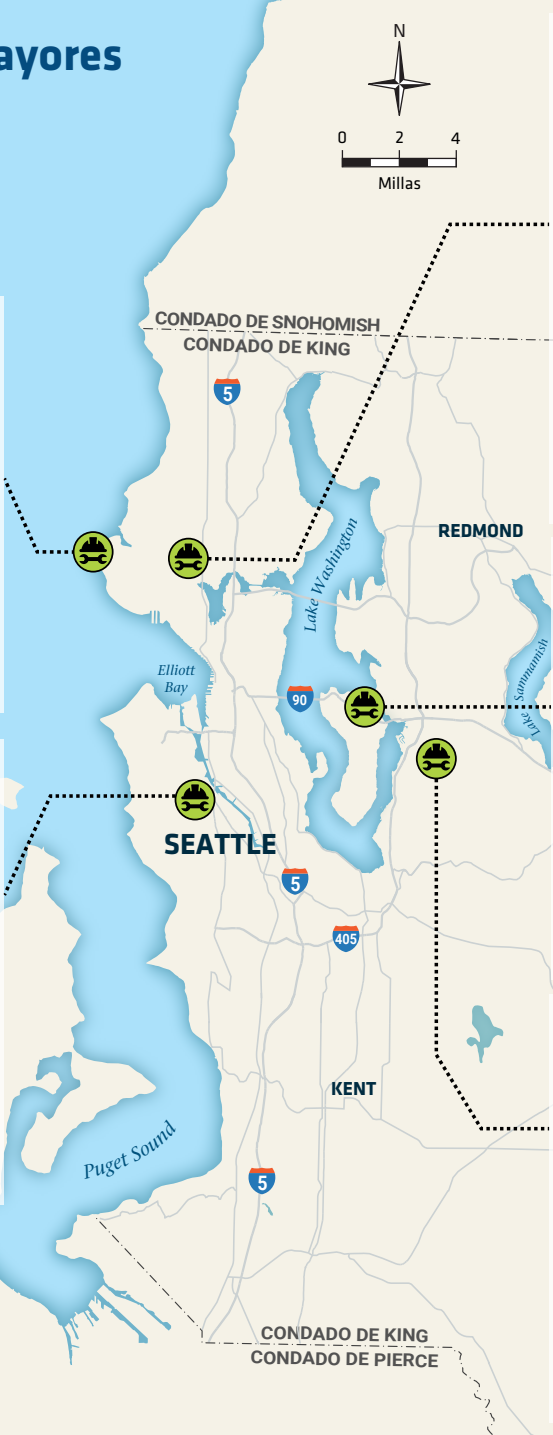 ayores
N
0 2 4
Millas
CONDADO DE SNOHOMISH
CONDADO DE KING
5
REDMOND
Lake Washington
Lake Sammamish
Elliott
Bay
90
SEATTLE
5
405
KENT
Puget Sound
5
CONDADO DE KING
CONDADO DE PIERCE